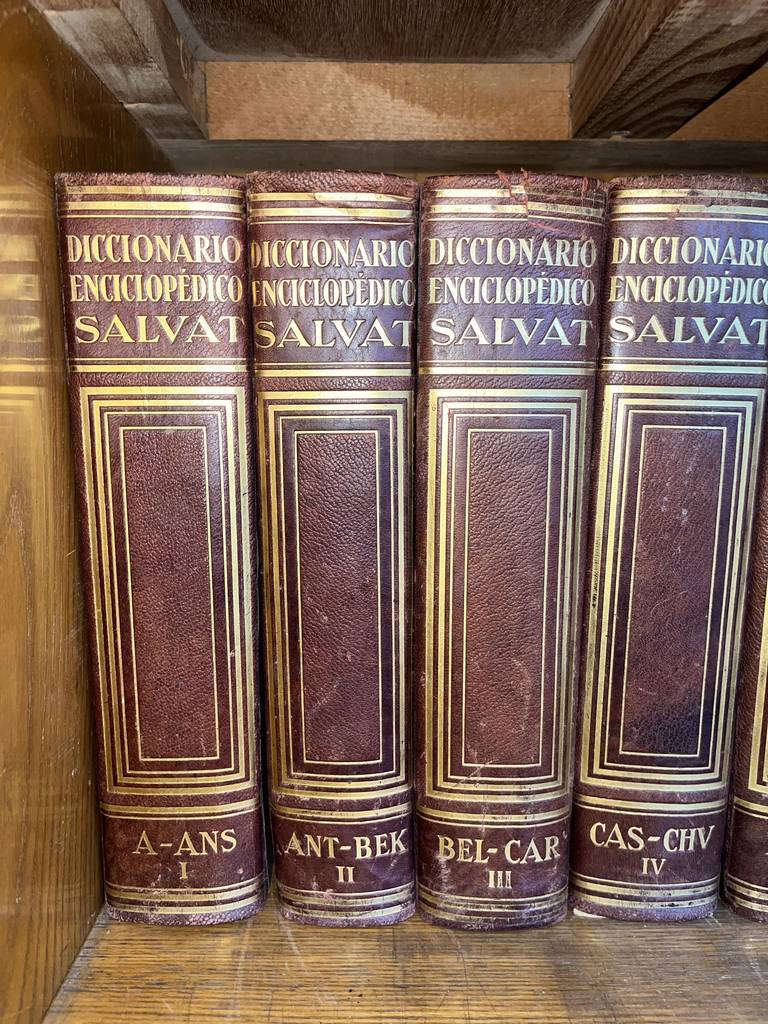 DICCIONARIO
ENCICLOPÉDICO
SALVAT
A-ANS
I
DICCIONARIO
ENCICLOPÉDICO
SALVAT
ANT-BEK
II
DICCIONARIO
ENCICLOPÉDICO
SALVAT
BEL-CAR
III
DICCIONARIO
ENCICLOPÉDICO
SALVAT
CAS-CHV
IV